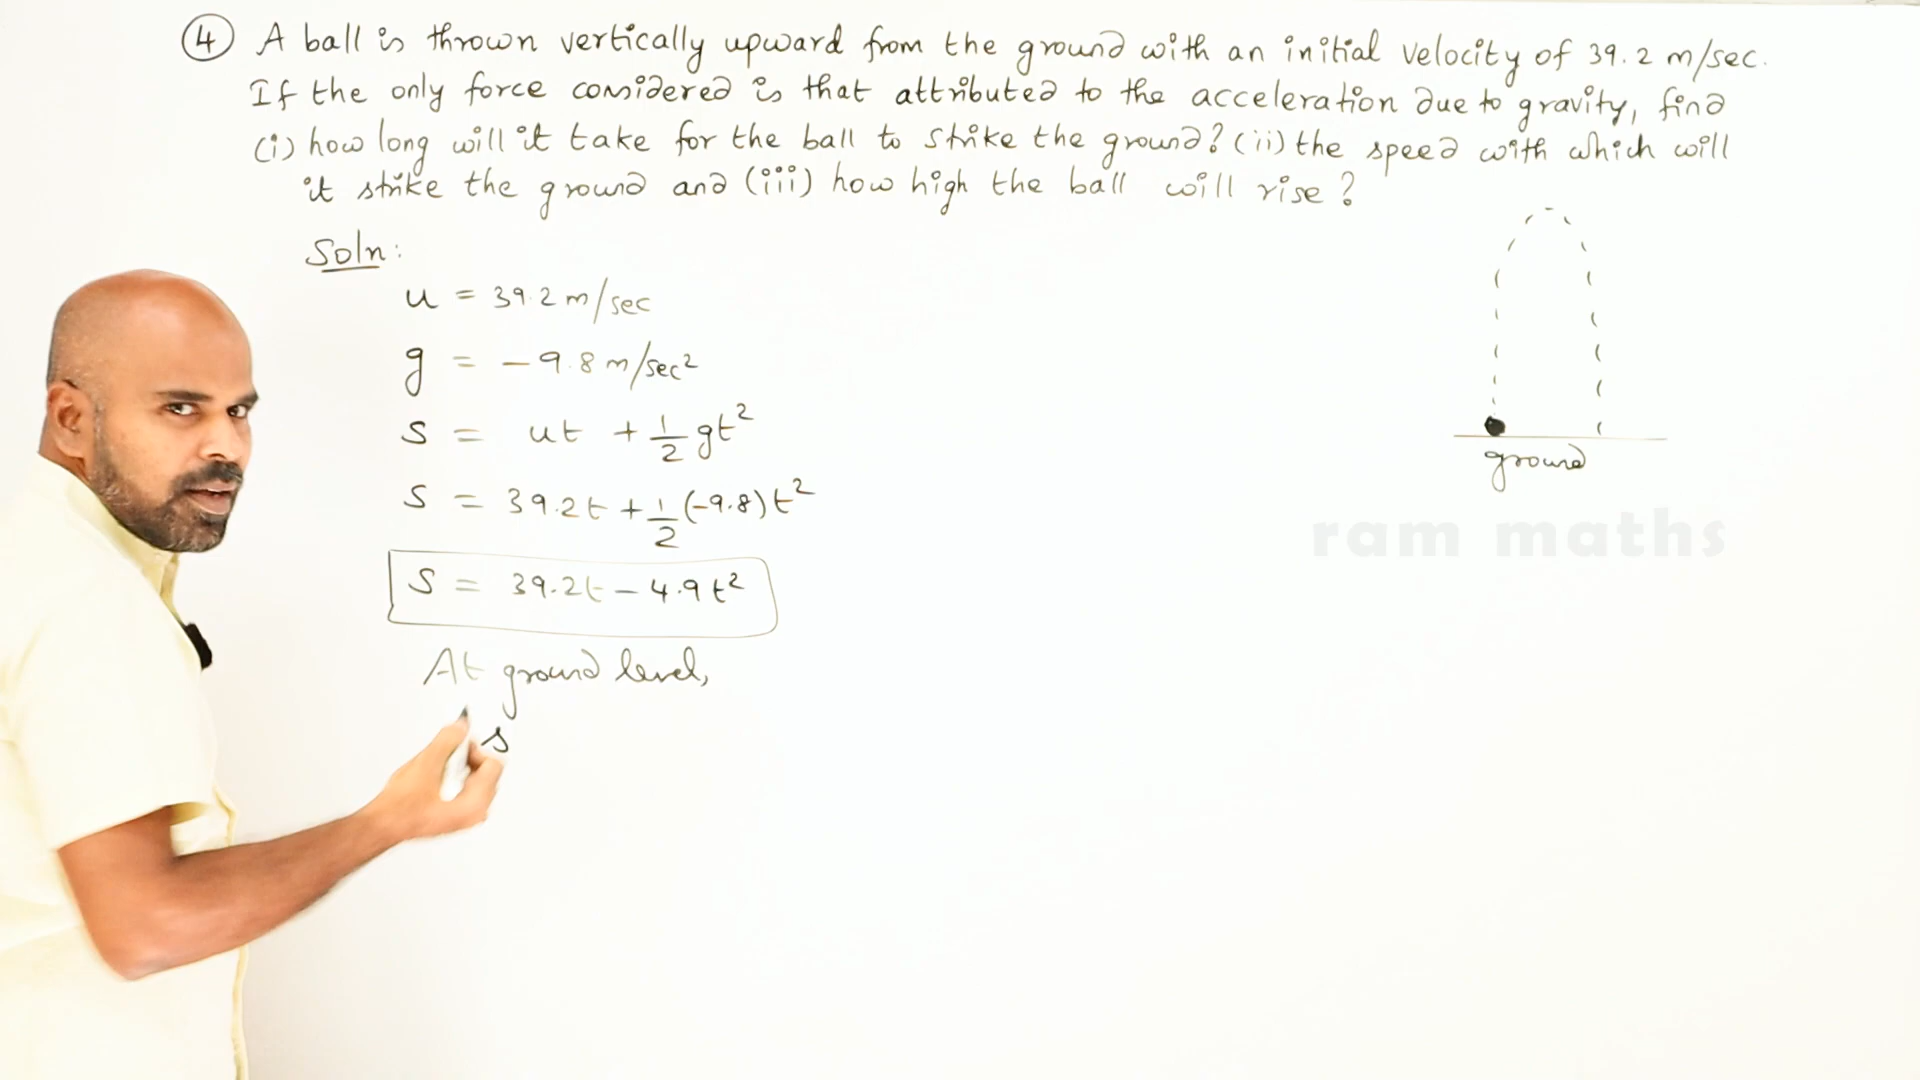 ④ A ball is thrown vertically upward from the ground with an initial velocity of 39.2 m/sec.
If the only force considered is that attributed to the acceleration due to gravity, find
(i) how long will it take for the ball to strike the ground? (ii) the speed with which will
it strike the ground and (iii) how high the ball will rise?
Soln:
u = 39.2 m/sec
g = -9.8 m/sec²
s = ut + 1/2 gt²
s = 39.2t + 1/2 (-9.8)t²
s = 39.2t - 4.9t²
At ground level,
s
ground
ram maths